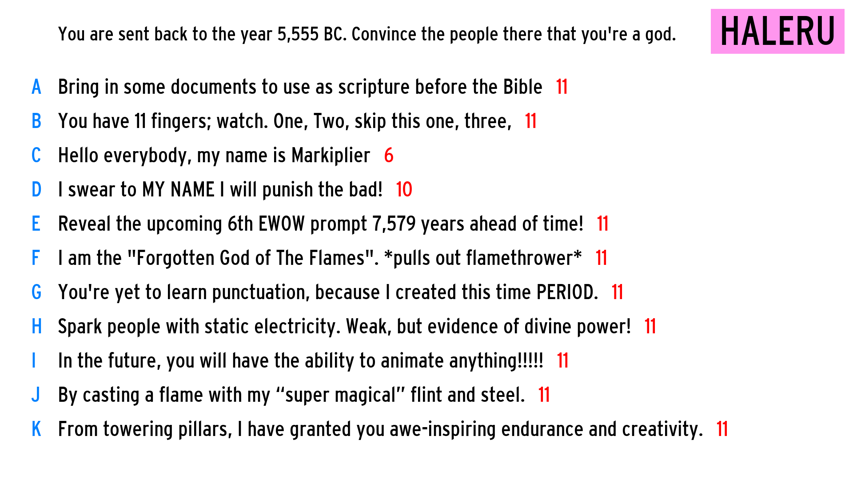 You are sent back to the year 5,555 BC. Convince the people there that you're a god.
HALERU
A Bring in some documents to use as scripture before the Bible 11
B You have 11 fingers; watch. One, Two, skip this one, three, 11
C Hello everybody, my name is Markiplier 6
D I swear to MY NAME I will punish the bad! 10
E Reveal the upcoming 6th EWOW prompt 7,579 years ahead of time! 11
F I am the "Forgotten God of The Flames". *pulls out flamethrower* 11
G You're yet to learn punctuation, because I created this time PERIOD. 11
H Spark people with static electricity. Weak, but evidence of divine power! 11
I In the future, you will have the ability to animate anything!!!!! 11
J By casting a flame with my “super magical” flint and steel. 11
K From towering pillars, I have granted you awe-inspiring endurance and creativity. 11